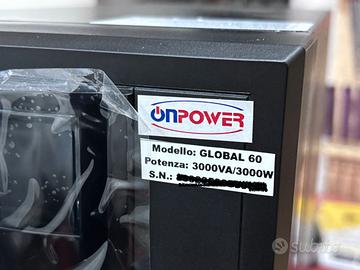 ONPOWER
Modello: GLOBAL 60
Potenza: 3000VA/3000W
S.N.:
subito